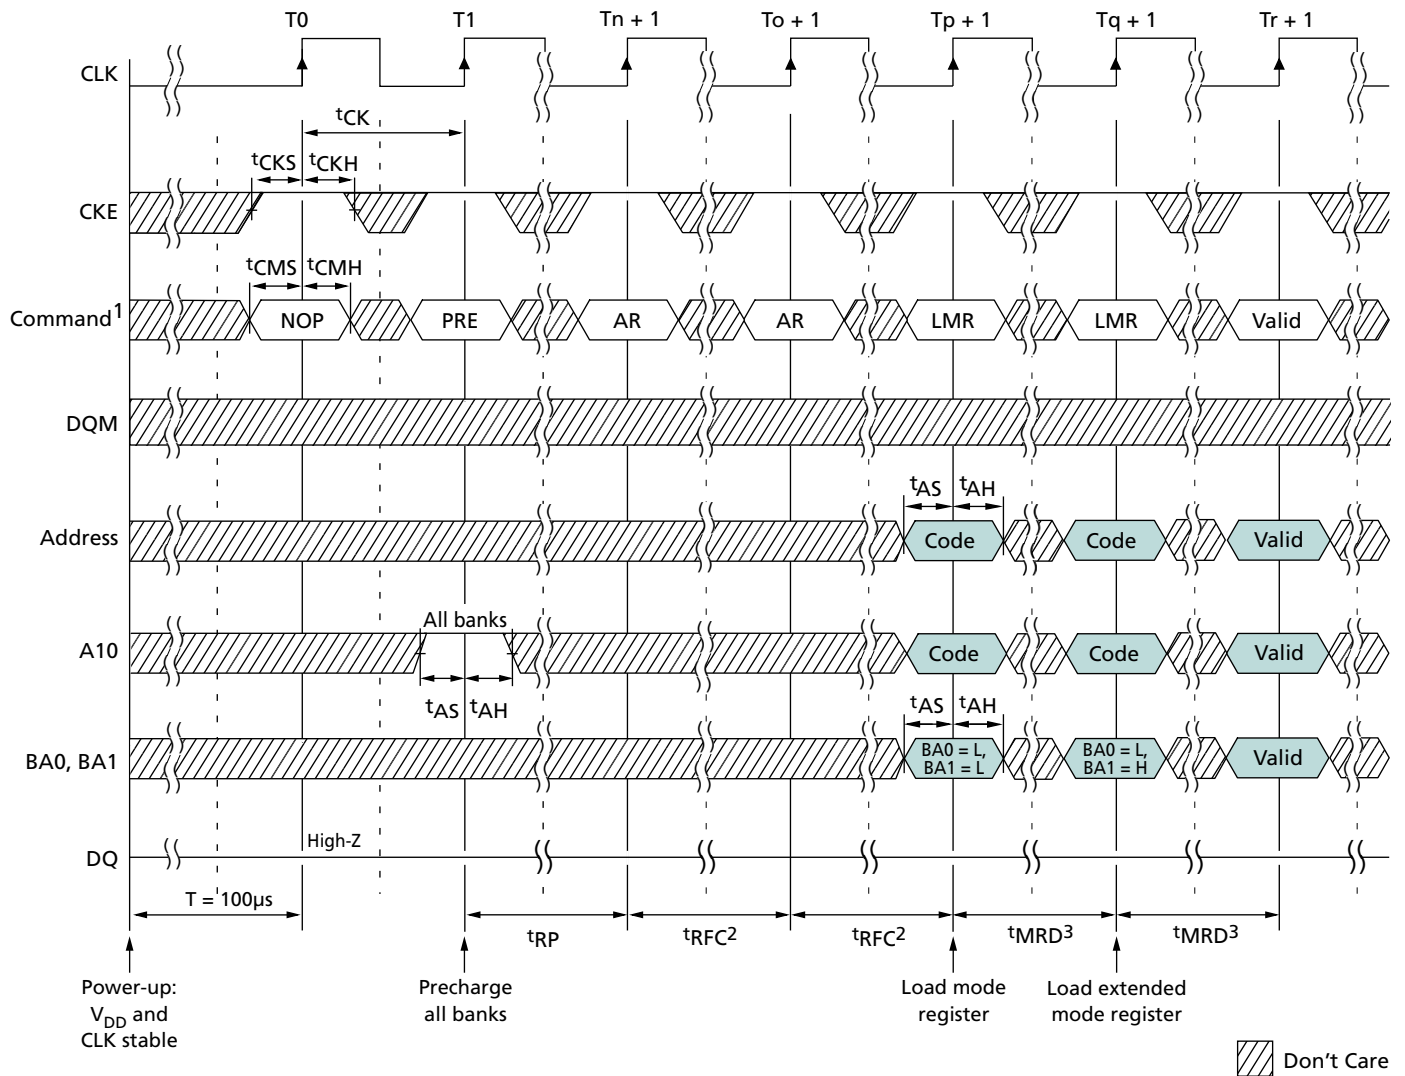 T0 T1 Tn + 1 To + 1 Tp + 1 Tq + 1 Tr + 1
CLK
tCK
tCKS tCKH
CKE
tCMS tCMH
Command1 NOP PRE AR AR LMR LMR Valid
DQM
tAS tAH
Address Code Code Valid
All banks
A10 Code Code Valid
tAS tAH
tAS tAH
BA0, BA1 BA0 = L, BA1 = L BA0 = L, BA1 = H Valid
High-Z
DQ
T = 100µs
tRP tRFC2 tRFC2 tMRD3 tMRD3
Power-up:
VDD and
CLK stable
Precharge
all banks
Load mode
register
Load extended
mode register
Don't Care